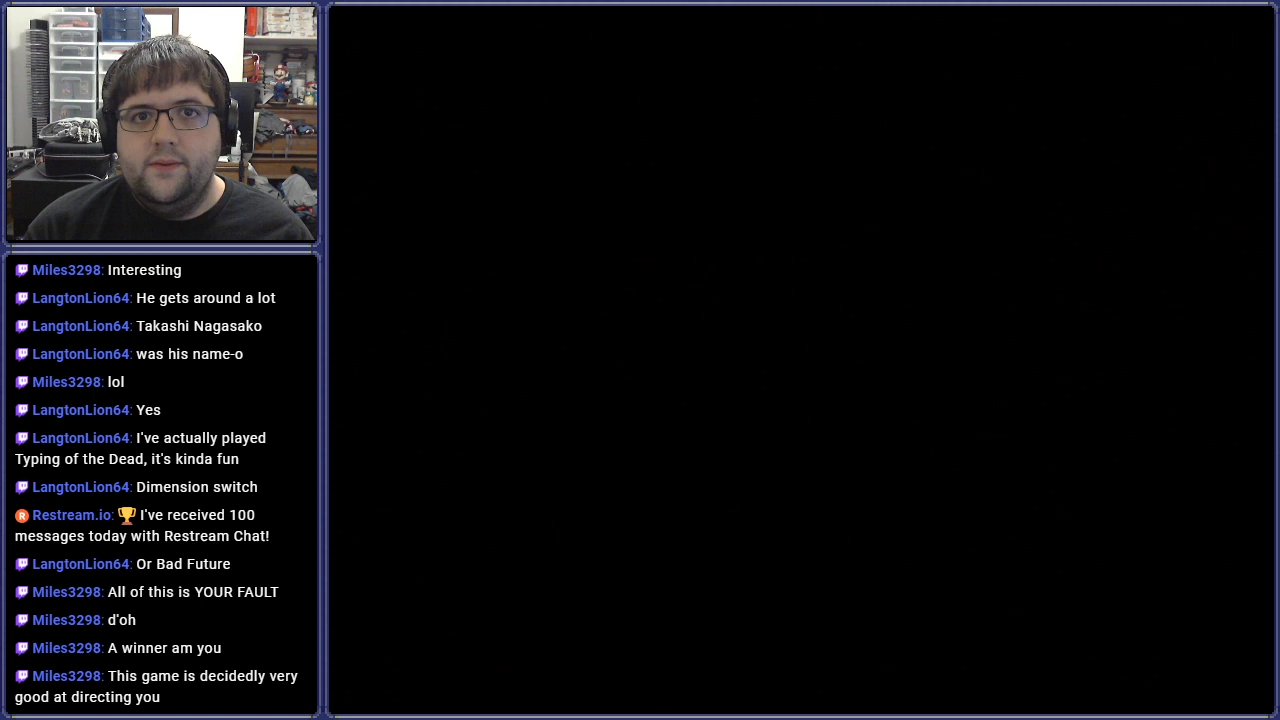 Miles3298: Interesting
LangtonLion64: He gets around a lot
LangtonLion64: Takashi Nagasako
LangtonLion64: was his name-o
Miles3298: lol
LangtonLion64: Yes
LangtonLion64: I've actually played
Typing of the Dead, it's kinda fun
LangtonLion64: Dimension switch
Restream.io: 🏆 I've received 100
messages today with Restream Chat!
LangtonLion64: Or Bad Future
Miles3298: All of this is YOUR FAULT
Miles3298: d'oh
Miles3298: A winner am you
Miles3298: This game is decidedly very
good at directing you